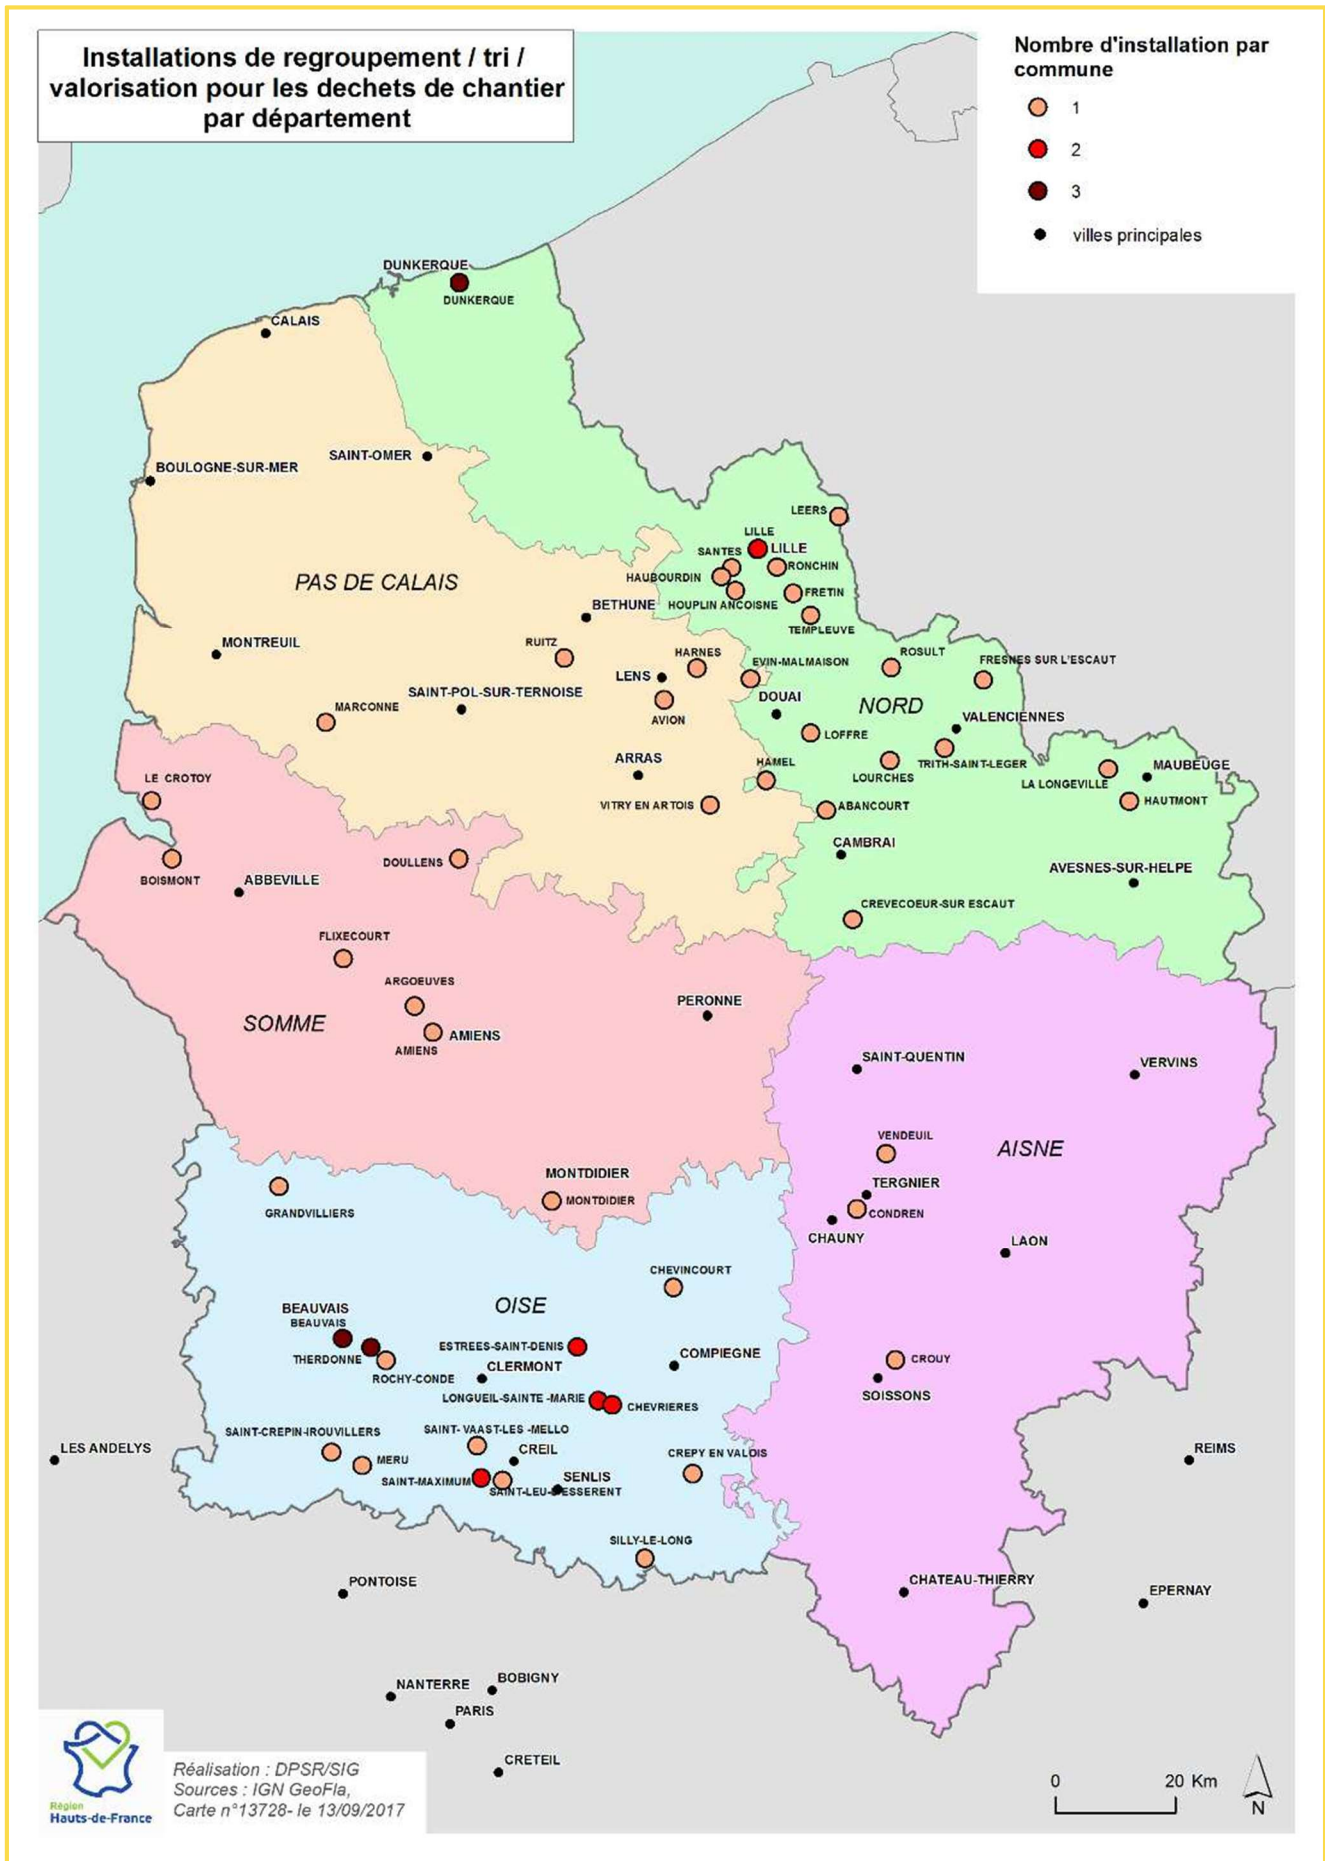 Installations de regroupement / tri /
valorisation pour les dechets de chantier
par département
Nombre d'installation par
commune
1
2
3
villes principales
DUNKERQUE
DUNKERQUE
CALAIS
SAINT-OMER
BOULOGNE-SUR-MER
LEERS
LILLE
LILLE
SANTES
RONCHIN
HAUBOURDIN
FRETIN
HOUPLIN ANCOISNE
TEMPLEUVE
PAS DE CALAIS
BETHUNE
MONTREUIL
RUITZ
HARNES
EVIN-MALMAISON
ROSULT
FRESNES SUR L'ESCAUT
LENS
SAINT-POL-SUR-TERNOISE
DOUAI
NORD
MARCONNE
AVION
VALENCIENNES
LOFFRE
ARRAS
HAMEL
LOURCHES
TRITH-SAINT-LEGER
MAUBEUGE
LA LONGEVILLE
LE CROTOY
VITRY EN ARTOIS
ABANCOURT
HAUTMONT
CAMBRAI
DOULLENS
BOISMONT
ABBEVILLE
AVESNES-SUR-HELPE
CREVECOEUR-SUR ESCAUT
FLIXECOURT
ARGOEUVES
PERONNE
SOMME
AMIENS
AMIENS
SAINT-QUENTIN
VERVINS
VENDEUIL
AISNE
MONTDIDIER
MONTDIDIER
TERGNIER
GRANDVILLIERS
CONDREN
CHAUNY
LAON
CHEVINCOURT
OISE
BEAUVAIS
BEAUVAIS
ESTREES-SAINT-DENIS
THERDONNE
COMPIEGNE
CROUY
CLERMONT
ROCHY-CONDE
SOISSONS
LONGUEIL-SAINTE -MARIE
CHEVRIERES
SAINT-CREPIN-IROUVILLERS
SAINT- VAAST-LES -MELLO
LES ANDELYS
CREIL
CREPY EN VALOIS
REIMS
MERU
SAINT-MAXIMUM
SENLIS
SAINT-LEU-D'ESSERENT
SILLY-LE-LONG
PONTOISE
CHATEAU-THIERRY
EPERNAY
NANTERRE
BOBIGNY
PARIS
CRETEIL
Région
Hauts-de-France
Réalisation : DPSR/SIG
Sources : IGN GeoFla,
Carte n°13728- le 13/09/2017
0 20 Km
N